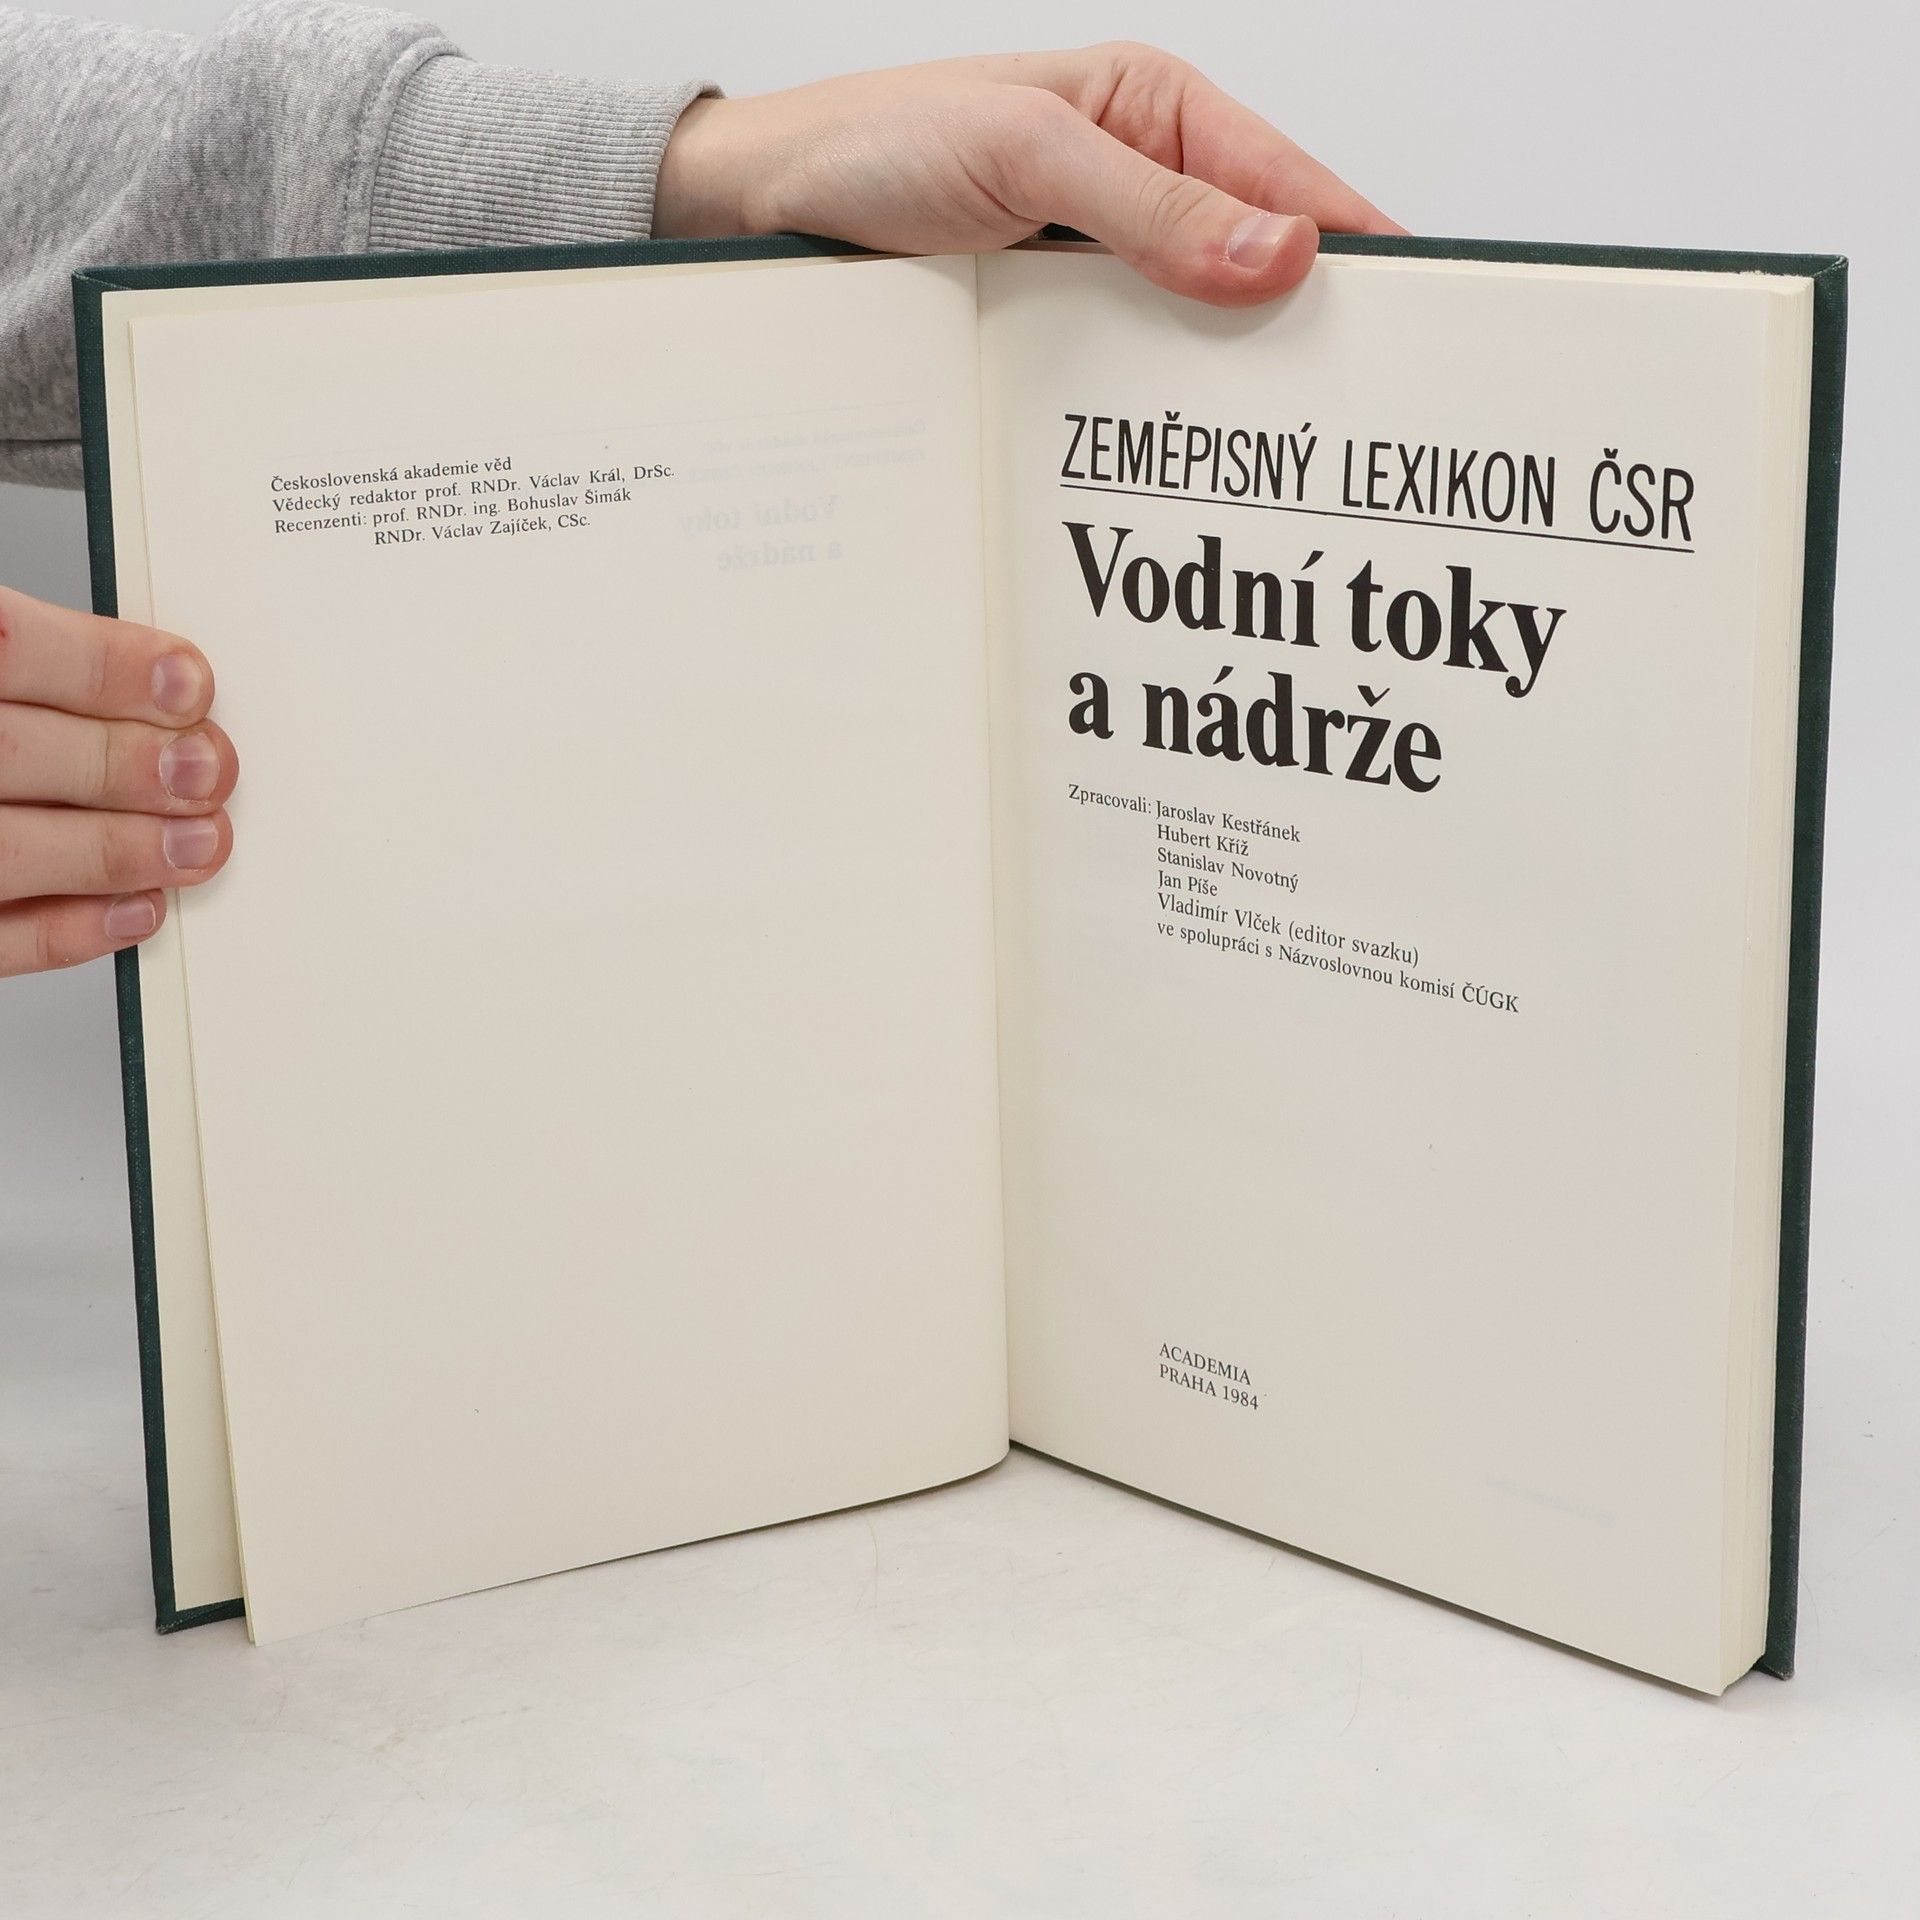 Československá akademie věd
Vědecký redaktor prof. RNDr. Václav Král, DrSc.
Recenzenti: prof. RNDr. ing. Bohuslav Šimák
RNDr. Václav Zajíček, CSc.
ZEMĚPISNÝ LEXIKON ČSR
Vodní toky
a nádrže
Zpracovali: Jaroslav Kestřánek
Hubert Kříž
Stanislav Novotný
Jan Píše
Vladimír Vlček (editor svazku)
ve spolupráci s Názvoslovnou komisí ČÚGK
ACADEMIA
PRAHA 1984